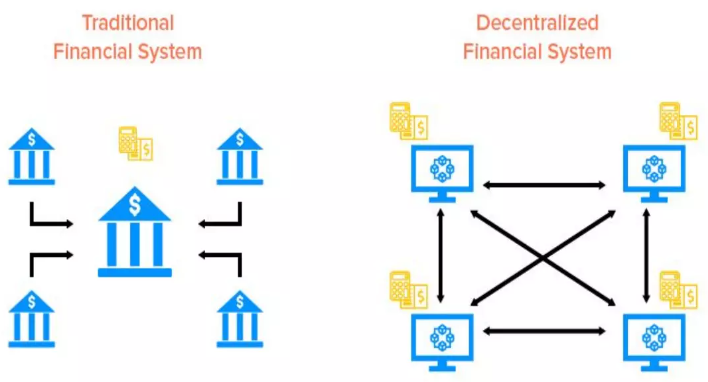 Traditional
Financial System
Decentralized
Financial System
$
$
$
$
$
$
$
$
$
$